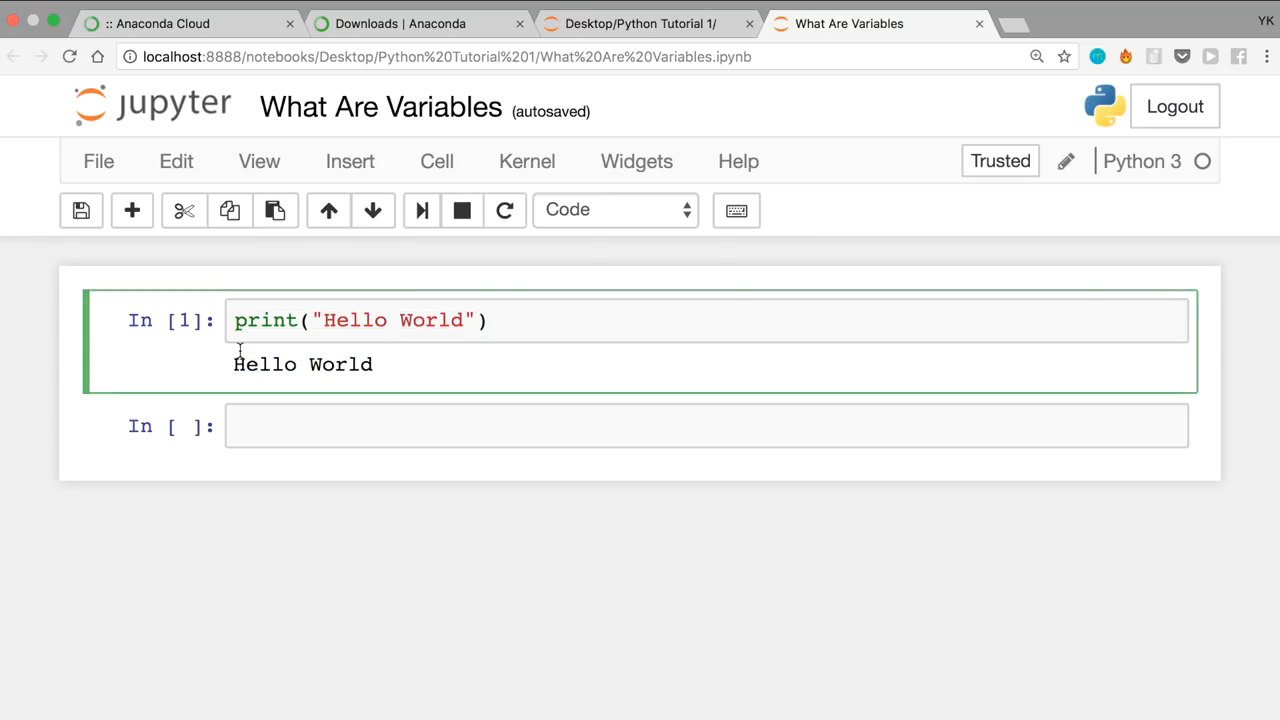 :: Anaconda Cloud
Downloads | Anaconda
Desktop/Python Tutorial 1/
What Are Variables
YK
localhost:8888/notebooks/Desktop/Python%20Tutorial%201/What%20Are%20Variables.ipynb
jupyter
What Are Variables (autosaved)
Logout
File Edit View Insert Cell Kernel Widgets Help
Trusted
Python 3
Code
In [1]: print("Hello World")
Hello World
In [ ]: